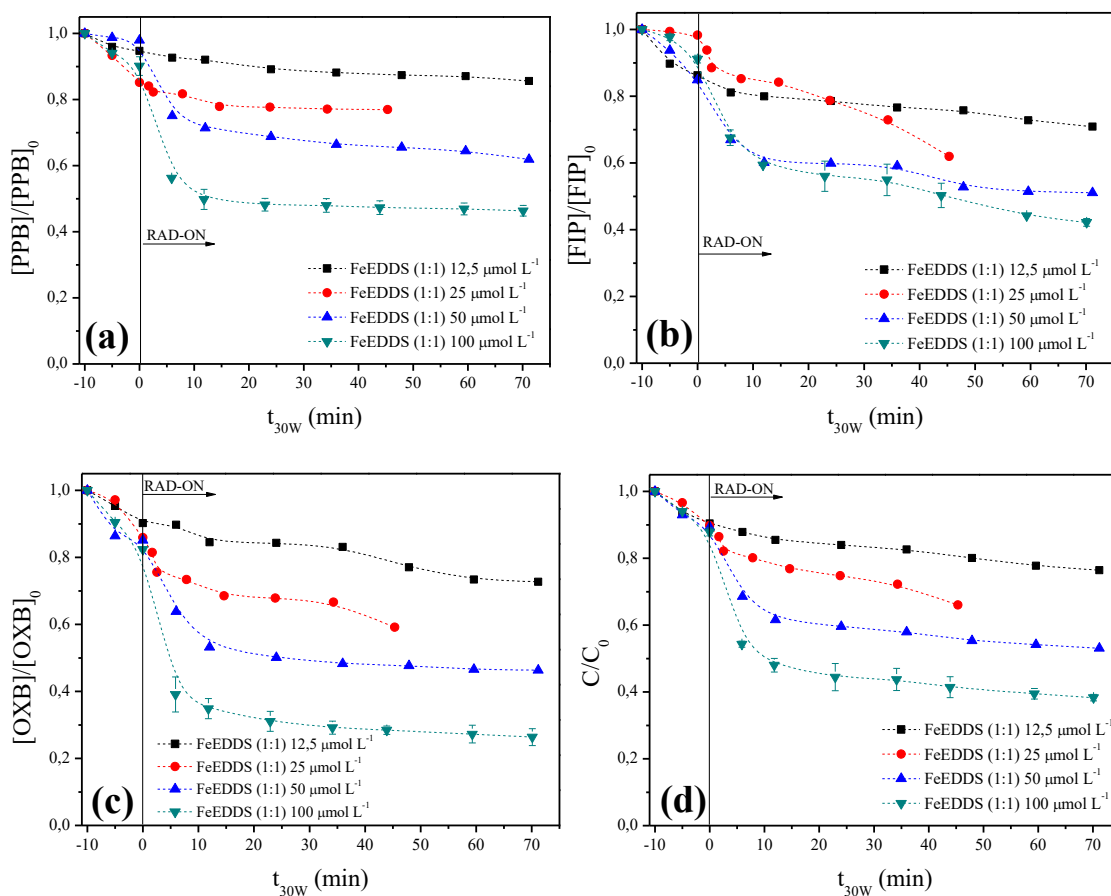 [PPB]/[PPB]0
1,0
0,8
0,6
0,4
0,2
0,0
RAD-ON
FeEDDS (1:1) 12,5 μmol L-1
FeEDDS (1:1) 25 μmol L-1
FeEDDS (1:1) 50 μmol L-1
FeEDDS (1:1) 100 μmol L-1
(a)
-10 0 10 20 30 40 50 60 70
t30W (min)
[FIP]/[FIP]0
1,0
0,8
0,6
0,4
0,2
0,0
RAD-ON
FeEDDS (1:1) 12,5 μmol L-1
FeEDDS (1:1) 25 μmol L-1
FeEDDS (1:1) 50 μmol L-1
FeEDDS (1:1) 100 μmol L-1
(b)
-10 0 10 20 30 40 50 60 70
t30W (min)
[OXB]/[OXB]0
1,0
0,8
0,6
0,4
0,2
0,0
RAD-ON
FeEDDS (1:1) 12,5 μmol L-1
FeEDDS (1:1) 25 μmol L-1
FeEDDS (1:1) 50 μmol L-1
FeEDDS (1:1) 100 μmol L-1
(c)
-10 0 10 20 30 40 50 60 70
t30W (min)
C/C0
1,0
0,8
0,6
0,4
0,2
0,0
RAD-ON
FeEDDS (1:1) 12,5 μmol L-1
FeEDDS (1:1) 25 μmol L-1
FeEDDS (1:1) 50 μmol L-1
FeEDDS (1:1) 100 μmol L-1
(d)
-10 0 10 20 30 40 50 60 70
t30W (min)